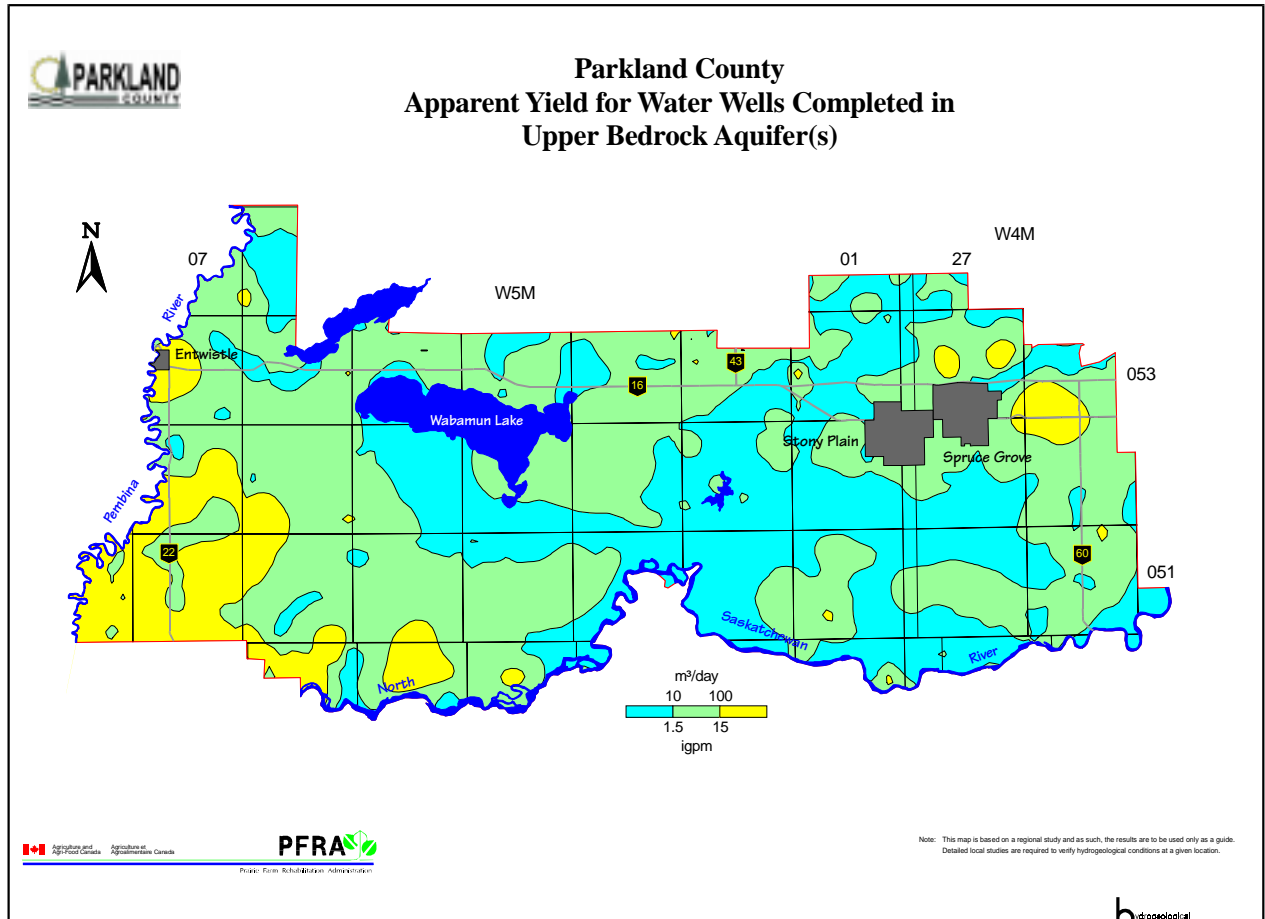 PARKLAND
COUNTY
Parkland County
Apparent Yield for Water Wells Completed in
Upper Bedrock Aquifer(s)
N
W4M
07
01
27
W5M
River
Entwistle
43
16
053
Wabamun Lake
Stony Plain
Spruce Grove
Pembina
22
60
051
Saskatchewan
River
North
m³/day
10 100
1.5 15
igpm
Agriculture and Agriculture et
Agri-Food Canada Agroalimentaire Canada
PFRA
Prairie Farm Rehabilitation Administration
Note: This map is based on a regional study and as such, the results are to be used only as a guide.
Detailed local studies are required to verify hydrogeological conditions at a given location.
hydrogeological